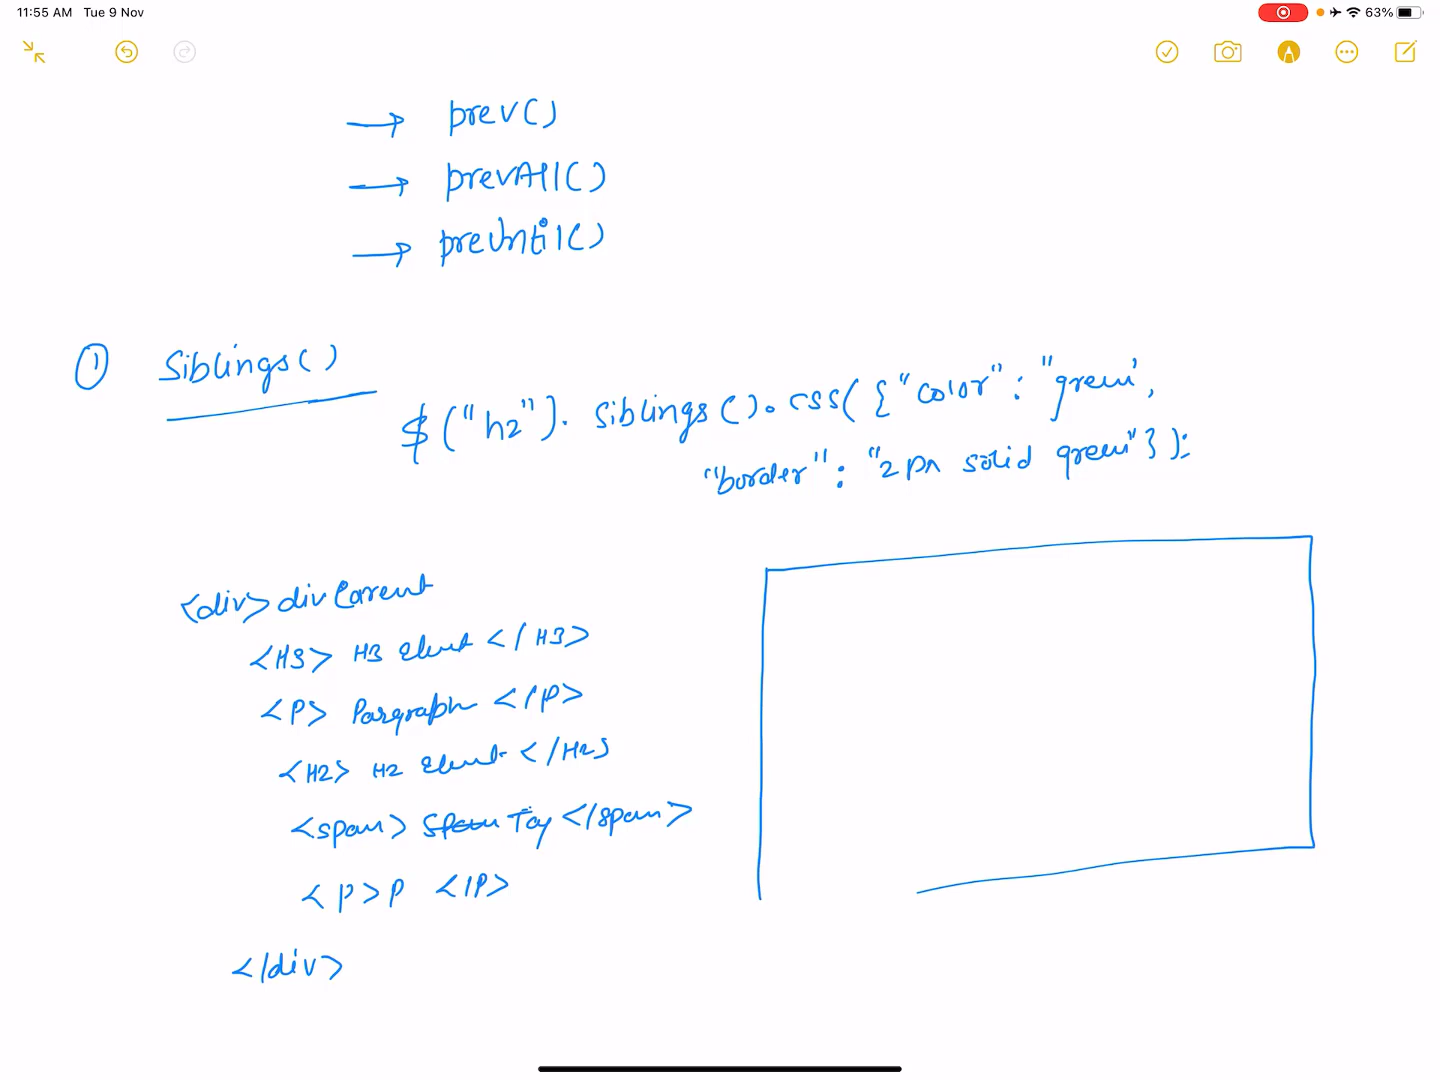 11:55 AM Tue 9 Nov
63%
→ prev()
→ prevAll()
→ prevUntil()
① Siblings()
$("h2"). siblings().css( {"color" : "green",
"border" : "2px solid green" } );
<div> div Parent
<H3> H3 Element </H3>
<P> Paragraph </P>
<H2> H2 Element </H2>
<span> Span Tag </span>
<p> P </P>
</div>